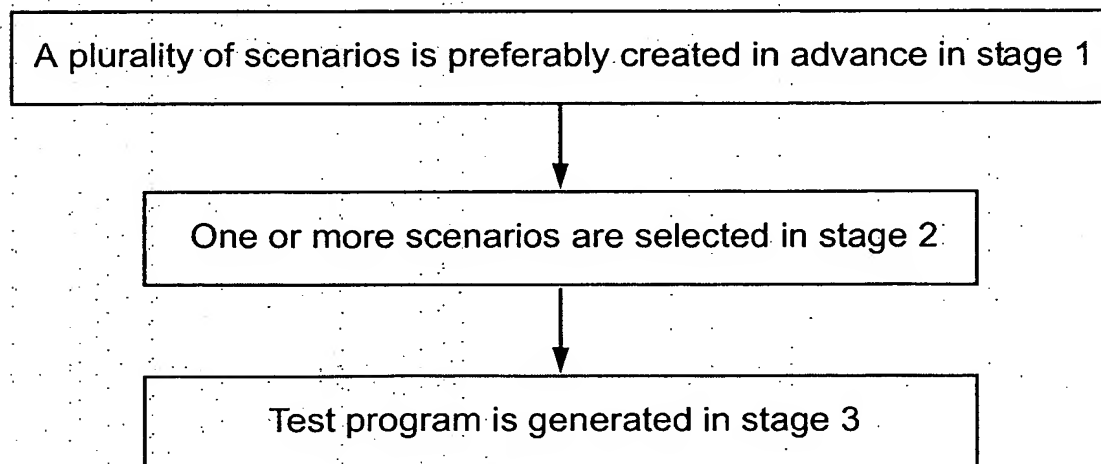 A plurality of scenarios is preferably created in advance in stage 1
One or more scenarios are selected in stage 2
Test program is generated in stage 3